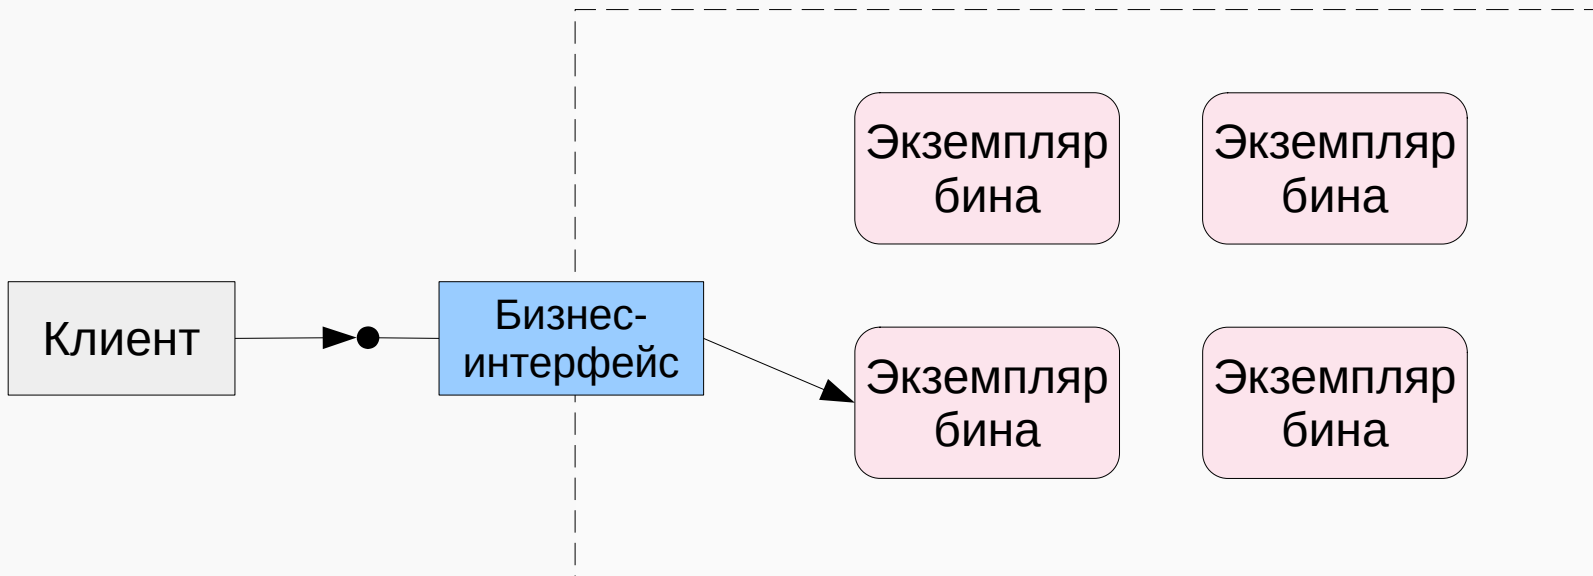 Экземпляр
бина
Экземпляр
бина
Клиент
Бизнес-
интерфейс
Экземпляр
бина
Экземпляр
бина